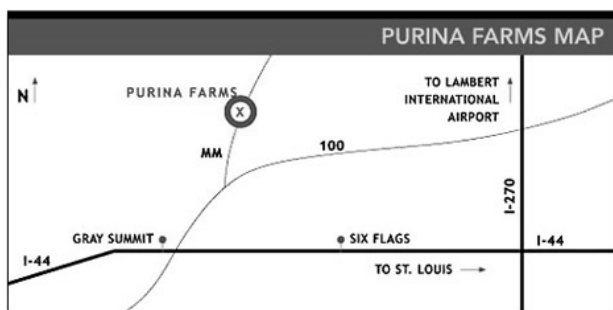 PURINA FARMS MAP
N
PURINA FARMS
X
TO LAMBERT
INTERNATIONAL
AIRPORT
MM
100
I-270
GRAY SUMMIT
SIX FLAGS
I-44
I-44
TO ST. LOUIS